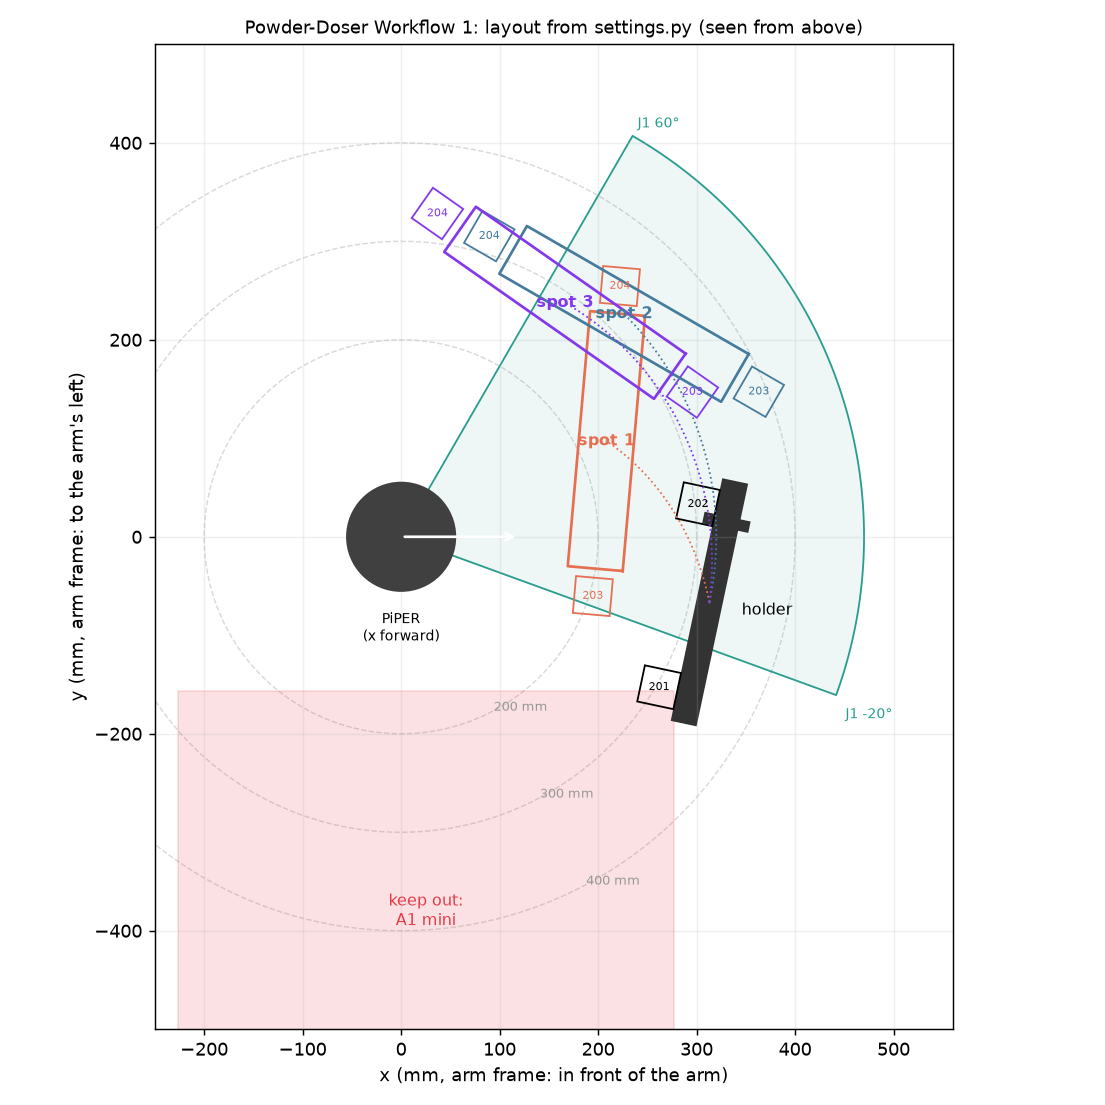 Powder-Doser Workflow 1: layout from settings.py (seen from above)
J1 60°
400
204
204
204
spot 3
spot 2
200
203
203
spot 1
202
0
holder
PiPER
(x forward)
203
201
J1 -20°
200 mm
−200
300 mm
400 mm
keep out:
A1 mini
−400
−200
−100
0
100
200
300
400
500
x (mm, arm frame: in front of the arm)
y (mm, arm frame: to the arm's left)